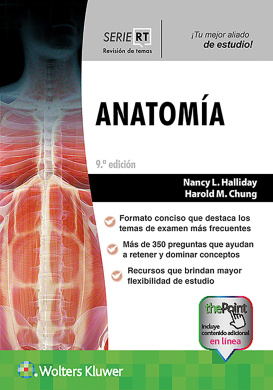 SERIE RT
Revisión de temas
¡Tu mejor aliado
de estudio!
ANATOMÍA
9.ª edición
Nancy L. Halliday
Harold M. Chung
Formato conciso que destaca los
temas de examen más frecuentes
Más de 350 preguntas que ayudan
a retener y dominar conceptos
Recursos que brindan mayor
flexibilidad de estudio
thePoint
Incluye
contenido adicional
en línea
Wolters Kluwer